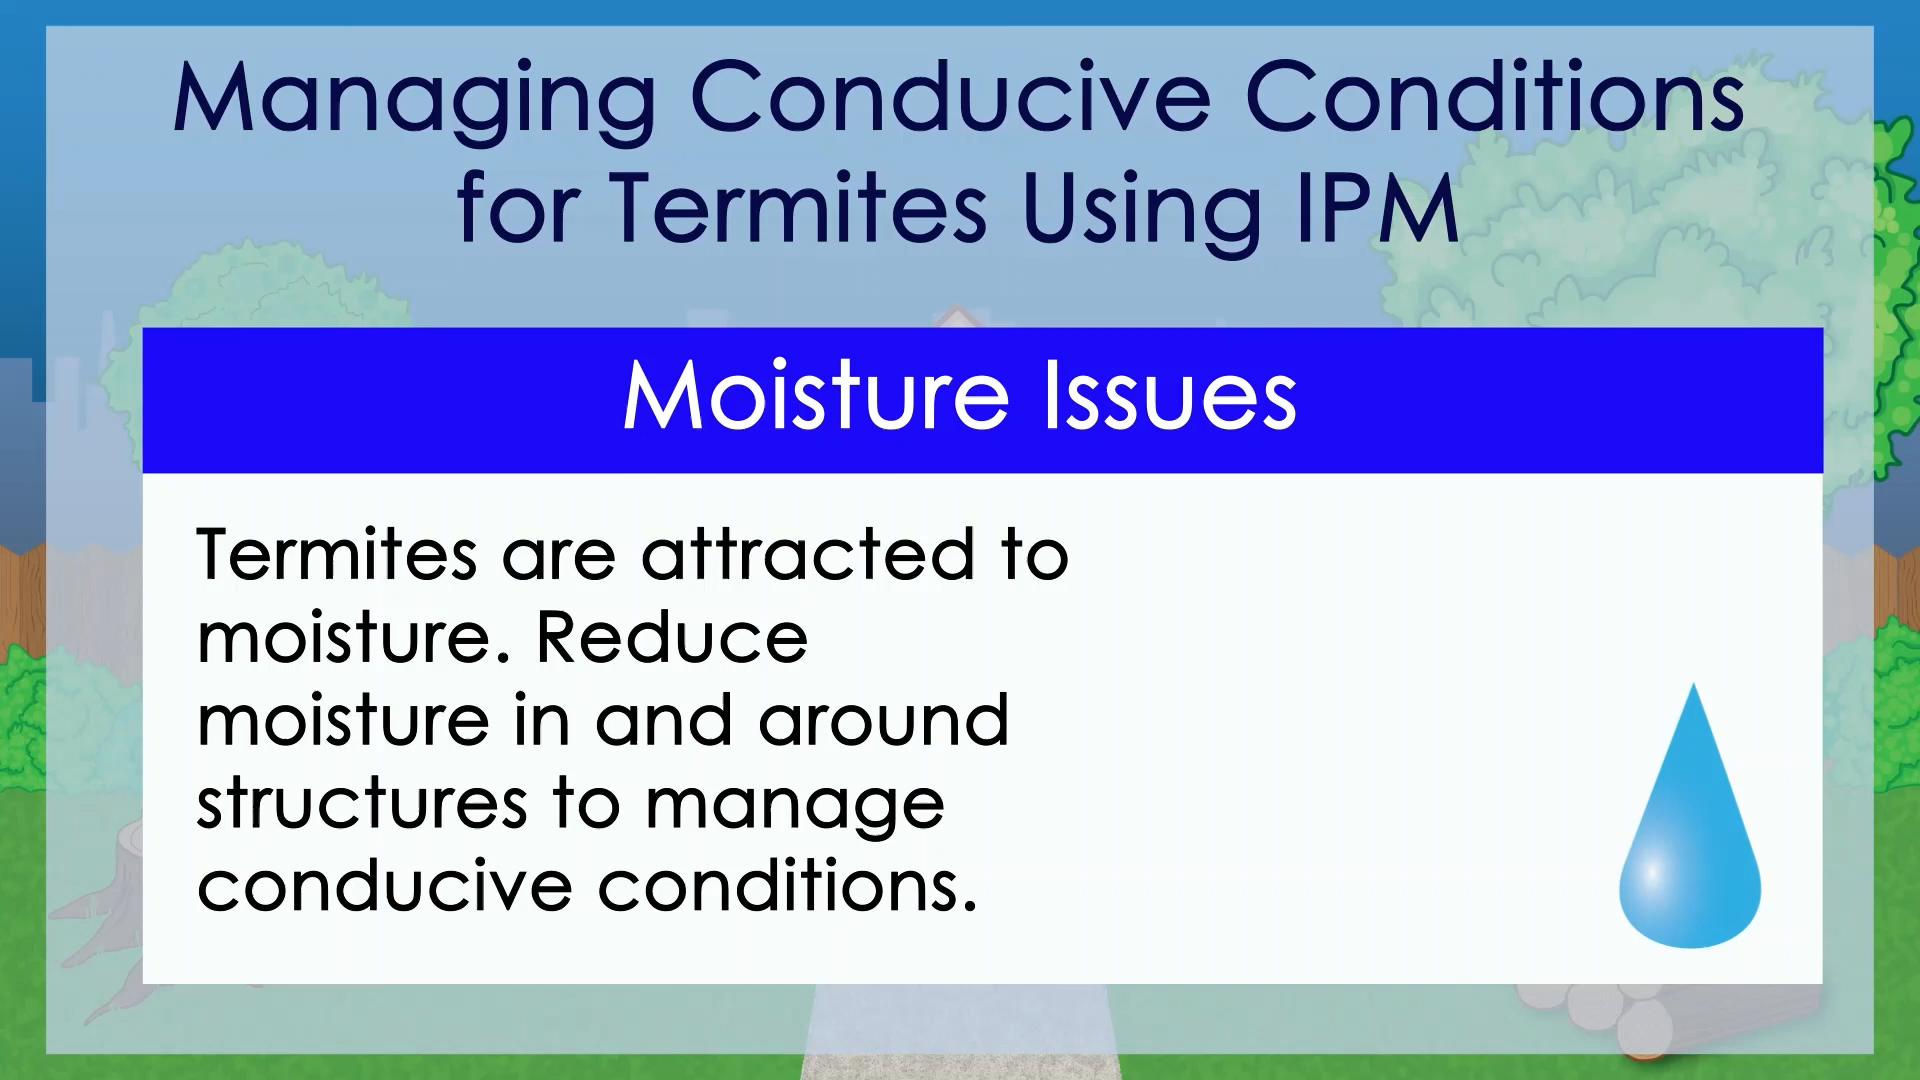 Managing Conducive Conditions
for Termites Using IPM
Moisture Issues
Termites are attracted to
moisture. Reduce
moisture in and around
structures to manage
conducive conditions.